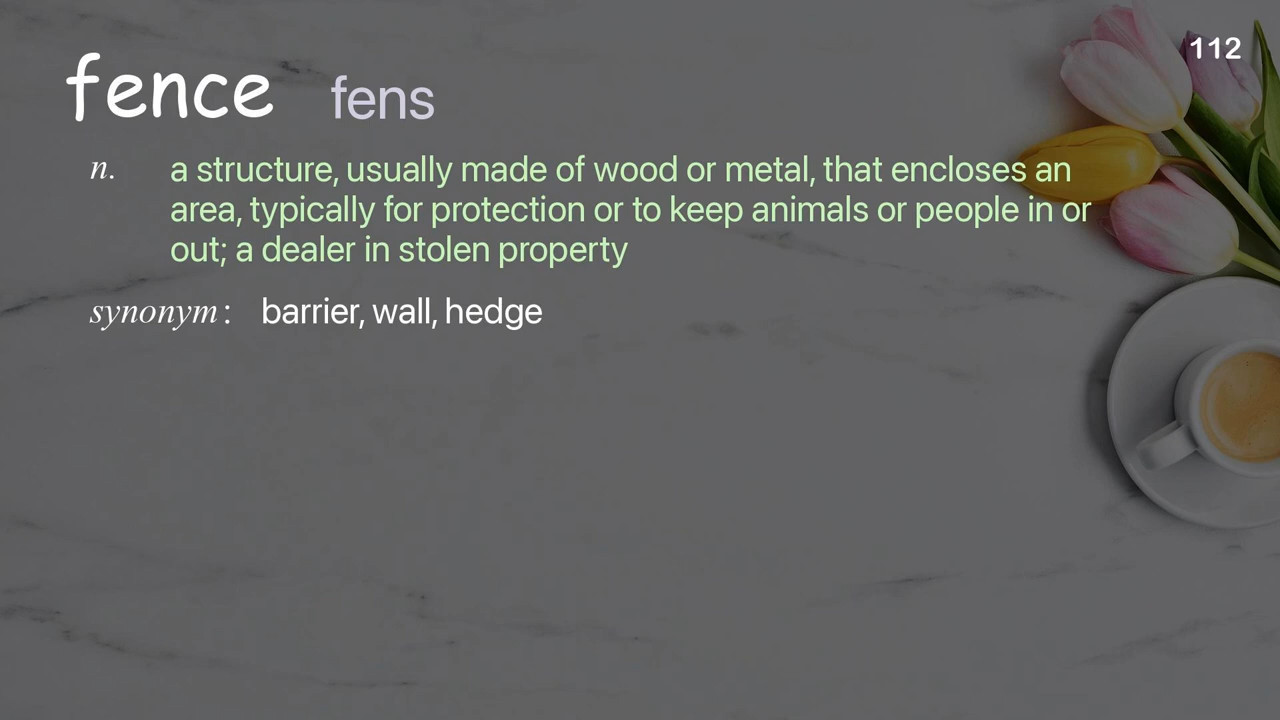 112
fence fens
n. a structure, usually made of wood or metal, that encloses an
area, typically for protection or to keep animals or people in or
out; a dealer in stolen property
synonym: barrier, wall, hedge